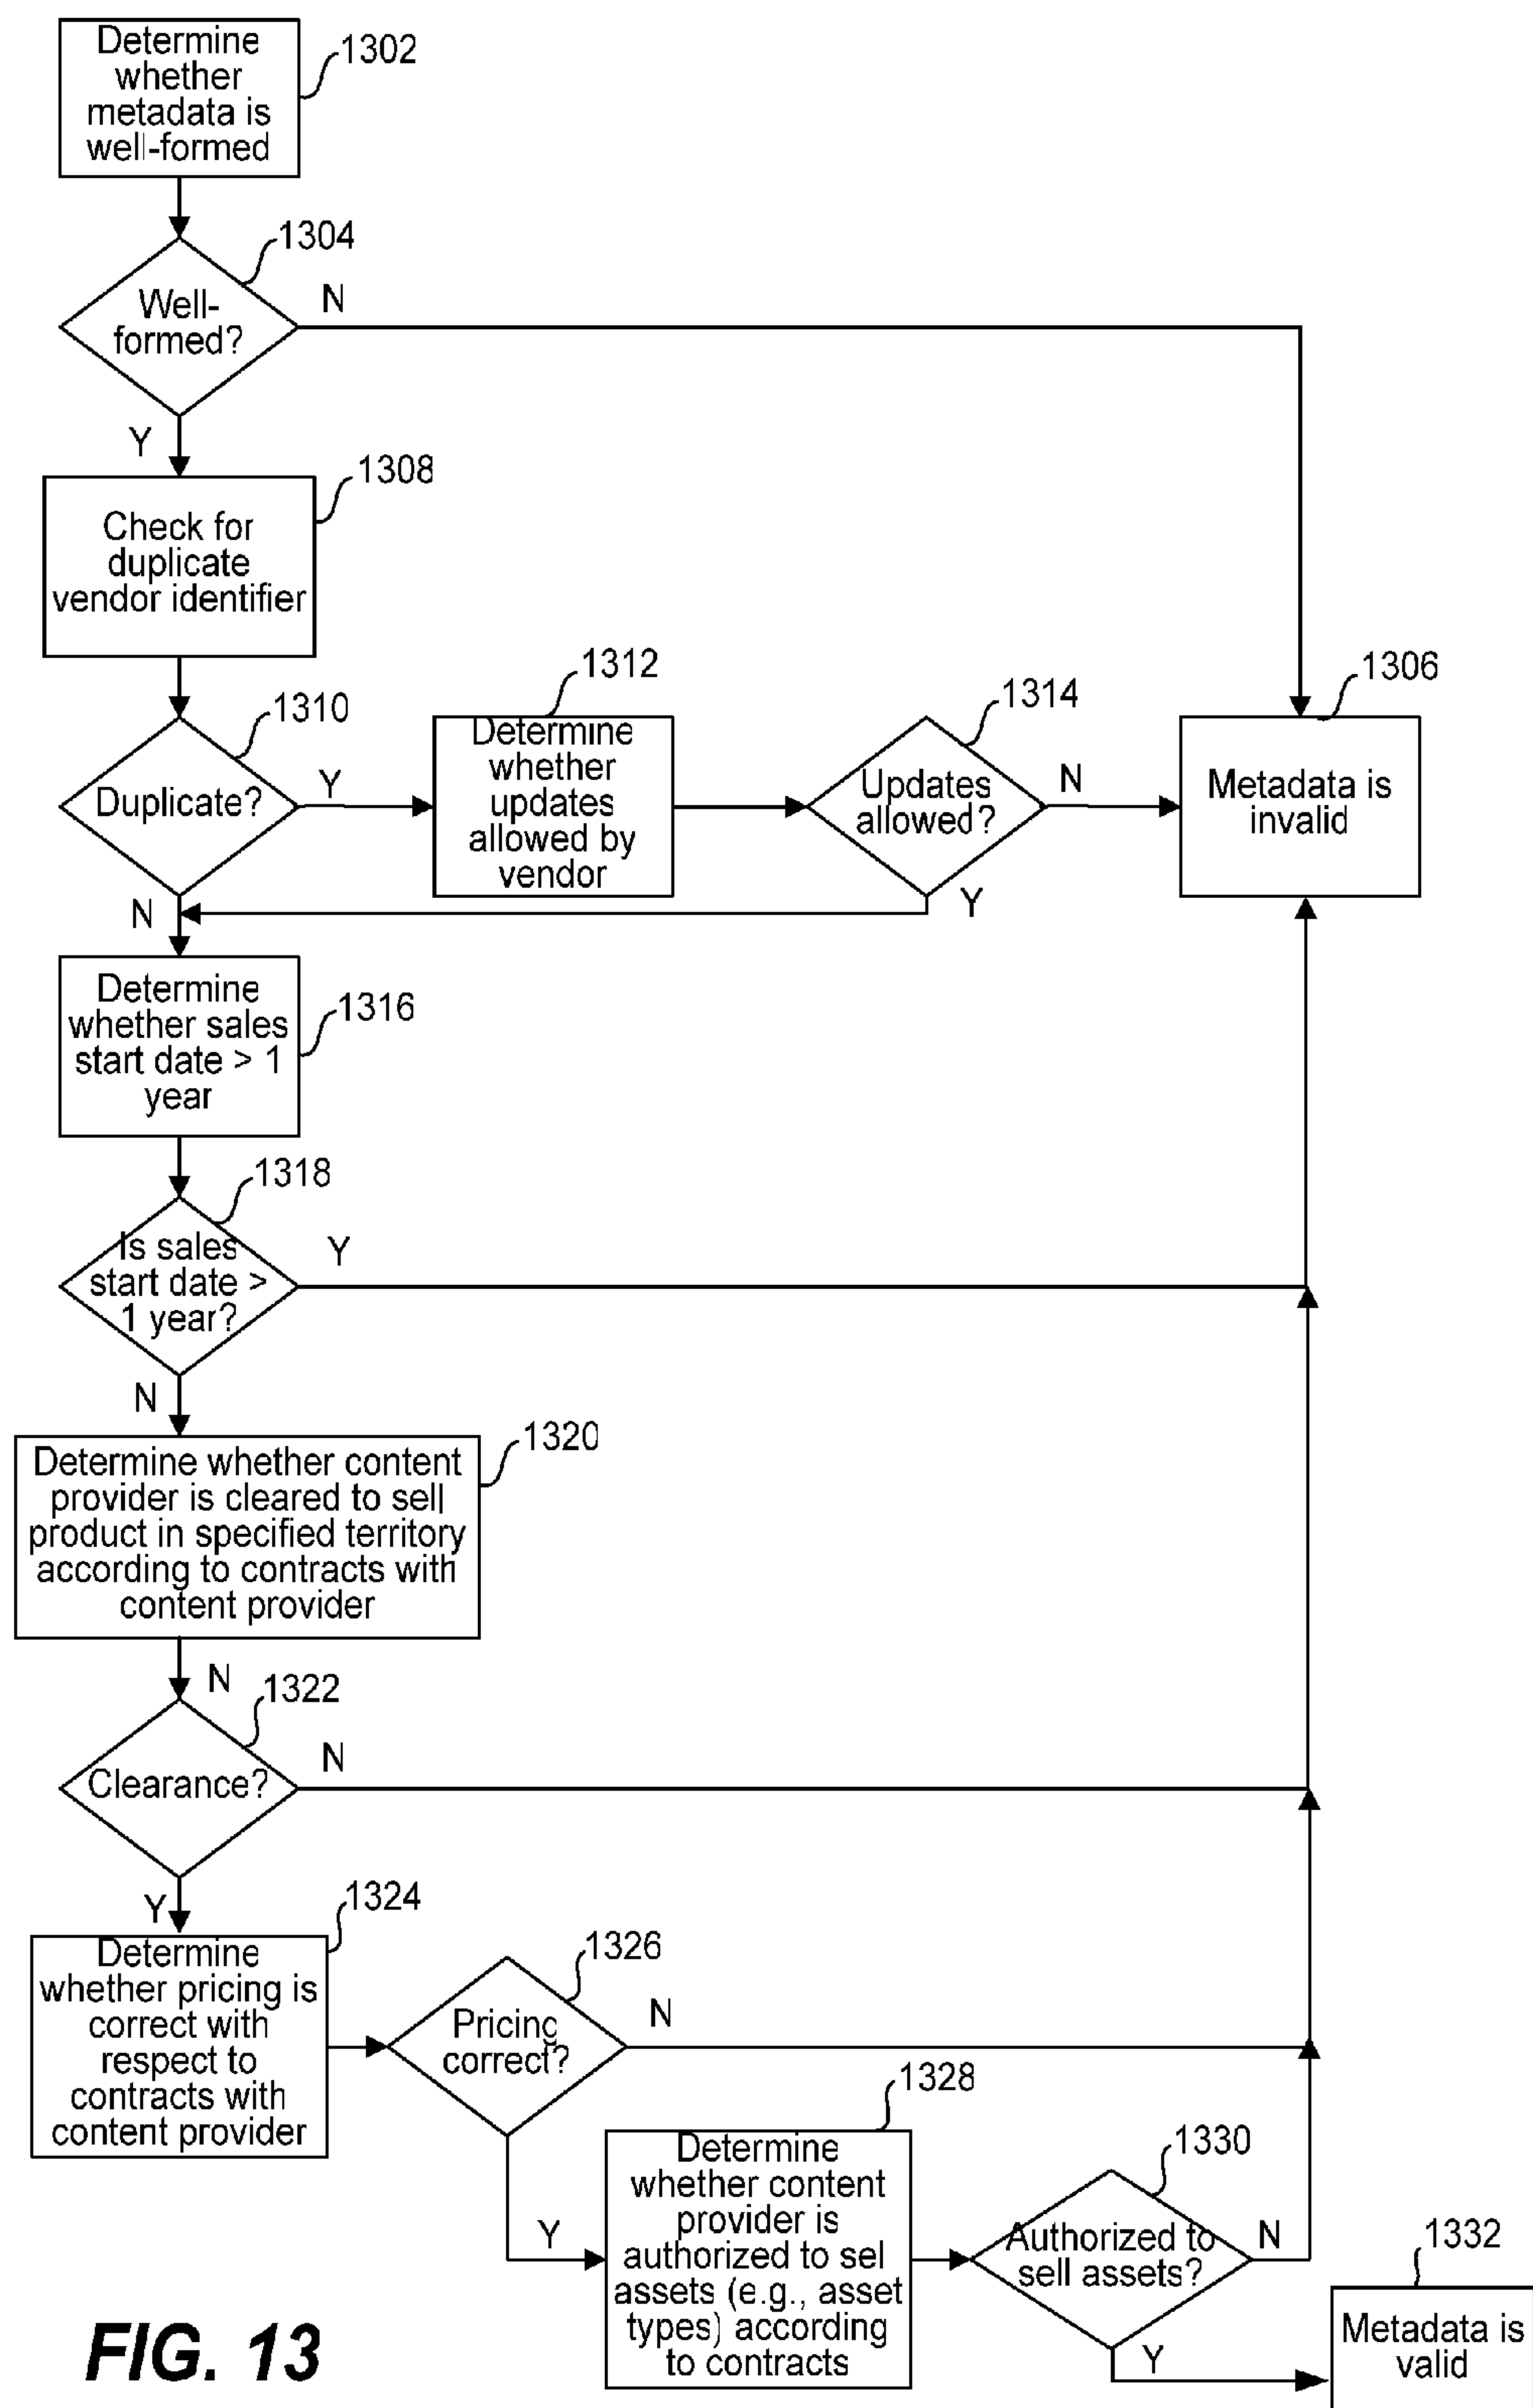 Determine
whether
metadata is
well-formed
1302
1304
Well-
formed?
N
Y
1308
Check for
duplicate
vendor identifier
1310
Duplicate?
Y
N
1312
Determine
whether
updates
allowed by
vendor
1314
Updates
allowed?
N
Y
1306
Metadata is
invalid
Determine
whether sales
start date > 1
year
1316
1318
Is sales
start date >
1 year?
Y
N
1320
Determine whether content
provider is cleared to sell
product in specified territory
according to contracts with
content provider
N
1322
Clearance?
N
Y
1324
Determine
whether pricing is
correct with
respect to
contracts with
content provider
1326
Pricing
correct?
N
Y
1328
Determine
whether content
provider is
authorized to sel
assets (e.g., asset
types) according
to contracts
1330
Authorized to
sell assets?
N
Y
1332
Metadata is
valid
FIG. 13